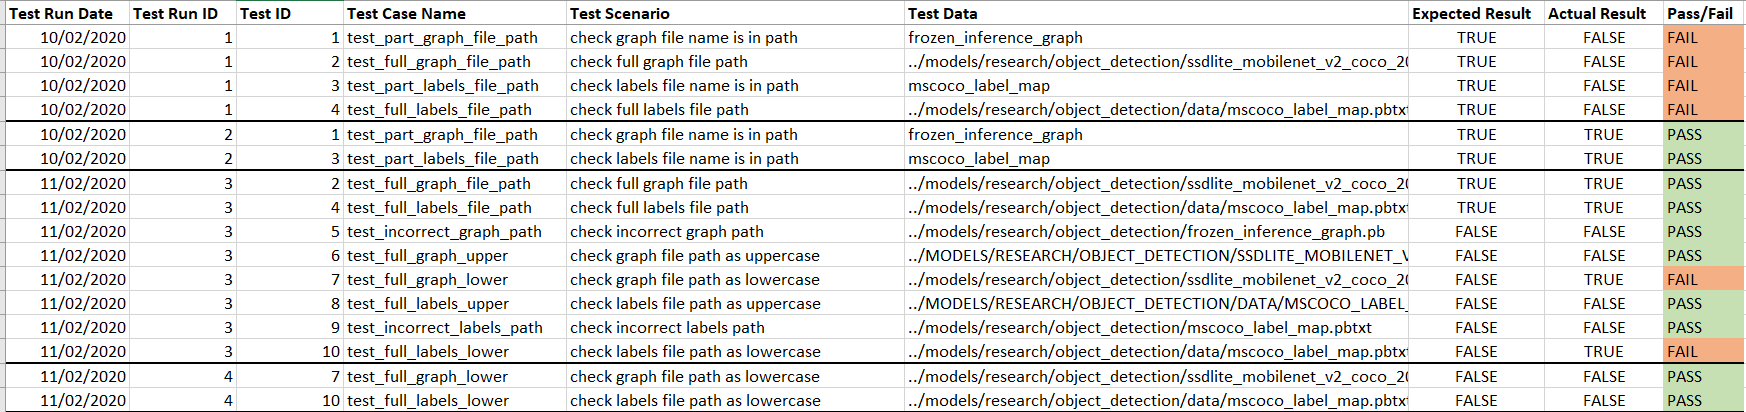 Test Run Date Test Run ID Test ID Test Case Name Test Scenario Test Data Expected Result Actual Result Pass/Fail
10/02/2020 1 1 test_part_graph_file_path check graph file name is in path frozen_inference_graph TRUE FALSE FAIL
10/02/2020 1 2 test_full_graph_file_path check full graph file path ../models/research/object_detection/ssdlite_mobilenet_v2_coco_20 TRUE FALSE FAIL
10/02/2020 1 3 test_part_labels_file_path check labels file name is in path mscoco_label_map TRUE FALSE FAIL
10/02/2020 1 4 test_full_labels_file_path check full labels file path ../models/research/object_detection/data/mscoco_label_map.pbtxt TRUE FALSE FAIL
10/02/2020 2 1 test_part_graph_file_path check graph file name is in path frozen_inference_graph TRUE TRUE PASS
10/02/2020 2 3 test_part_labels_file_path check labels file name is in path mscoco_label_map TRUE TRUE PASS
11/02/2020 3 2 test_full_graph_file_path check full graph file path ../models/research/object_detection/ssdlite_mobilenet_v2_coco_20 TRUE TRUE PASS
11/02/2020 3 4 test_full_labels_file_path check full labels file path ../models/research/object_detection/data/mscoco_label_map.pbtxt TRUE TRUE PASS
11/02/2020 3 5 test_incorrect_graph_path check incorrect graph path ../models/research/object_detection/frozen_inference_graph.pb FALSE FALSE PASS
11/02/2020 3 6 test_full_graph_upper check graph file path as uppercase ../MODELS/RESEARCH/OBJECT_DETECTION/SSDLITE_MOBILENET_V FALSE FALSE PASS
11/02/2020 3 7 test_full_graph_lower check graph file path as lowercase ../models/research/object_detection/ssdlite_mobilenet_v2_coco_20 FALSE TRUE FAIL
11/02/2020 3 8 test_full_labels_upper check labels file path as uppercase ../MODELS/RESEARCH/OBJECT_DETECTION/DATA/MSCOCO_LABEL_ FALSE FALSE PASS
11/02/2020 3 9 test_incorrect_labels_path check incorrect labels path ../models/research/object_detection/mscoco_label_map.pbtxt FALSE FALSE PASS
11/02/2020 3 10 test_full_labels_lower check labels file path as lowercase ../models/research/object_detection/data/mscoco_label_map.pbtxt FALSE TRUE FAIL
11/02/2020 4 7 test_full_graph_lower check graph file path as lowercase ../models/research/object_detection/ssdlite_mobilenet_v2_coco_20 FALSE FALSE PASS
11/02/2020 4 10 test_full_labels_lower check labels file path as lowercase ../models/research/object_detection/data/mscoco_label_map.pbtxt FALSE FALSE PASS